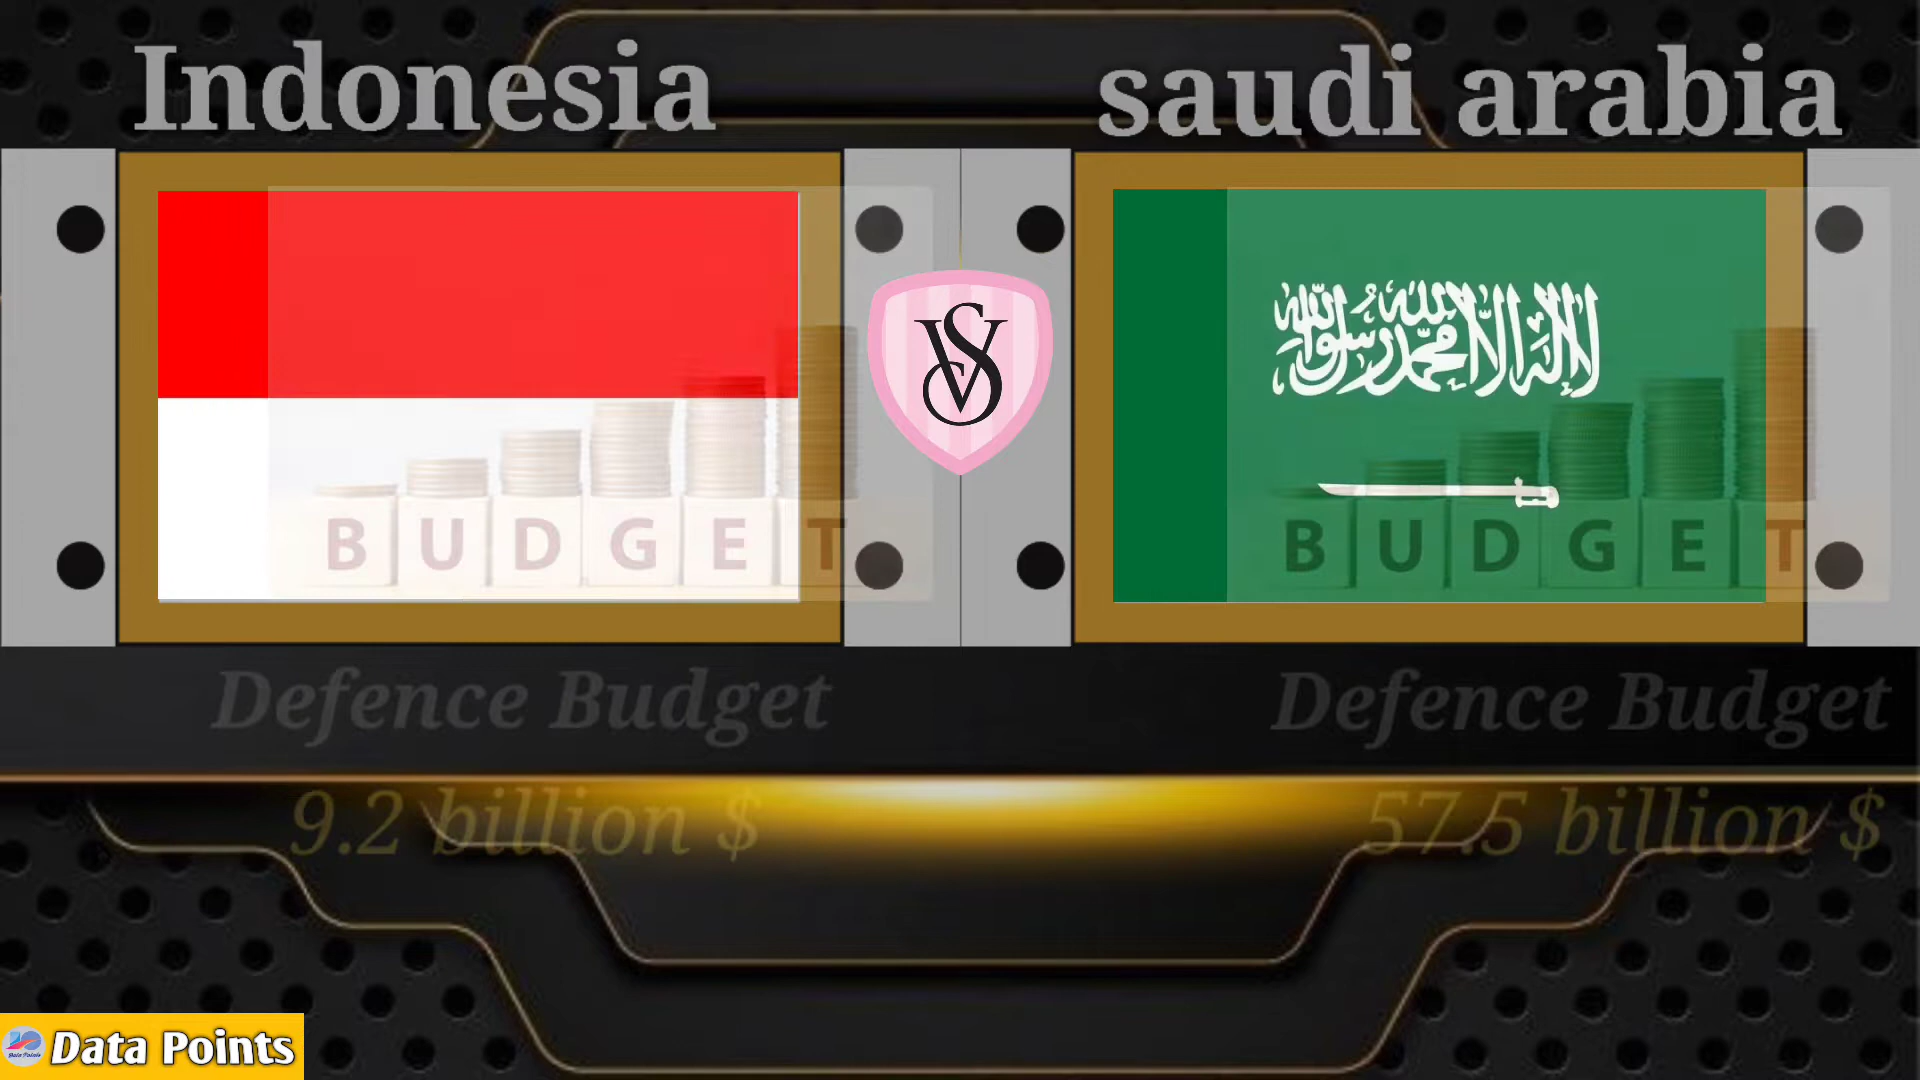 Indonesia
saudi arabia
VS
لا إله إلا الله محمد رسول الله
BUDGET
BUDGET
Defence Budget
Defence Budget
9.2 billion $
57.5 billion $
Data Points